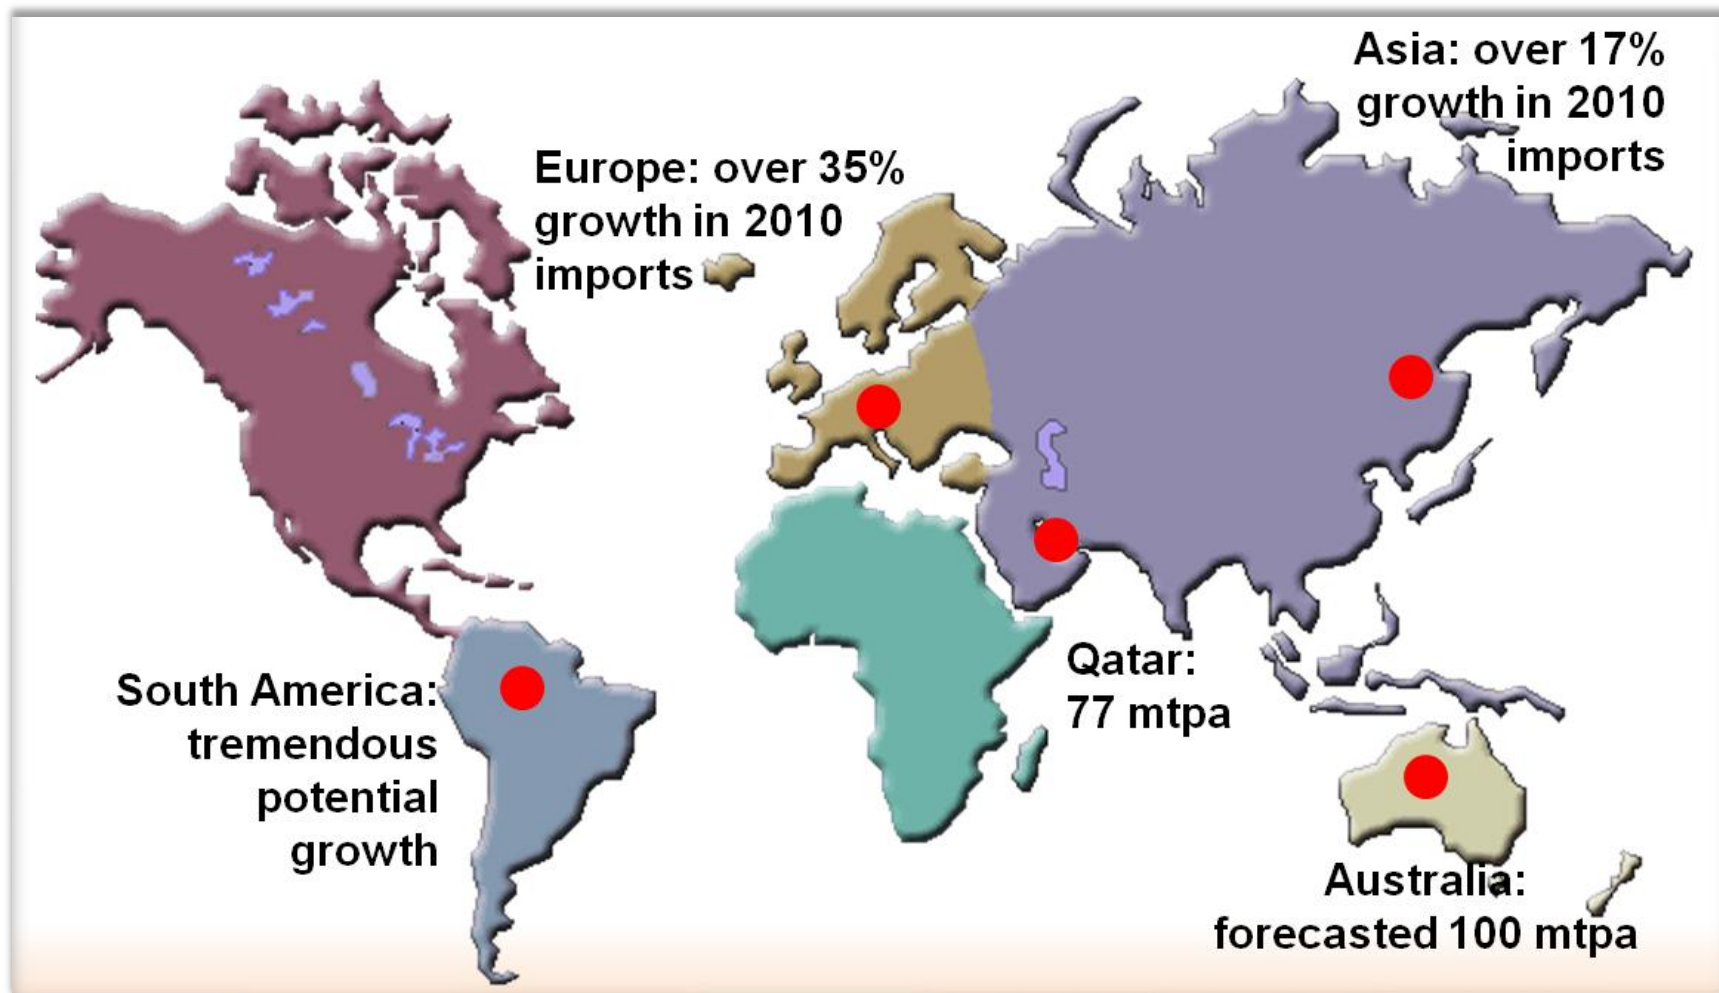 Asia: over 17%
growth in 2010
imports
Europe: over 35%
growth in 2010
imports
South America:
tremendous
potential
growth
Qatar:
77 mtpa
Australia:
forecasted 100 mtpa